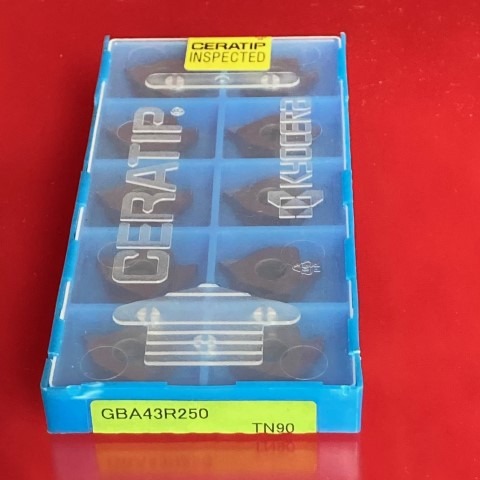 CERATIP
INSPECTED
CERATIP
KYOCERA
GBA43R250
TN90